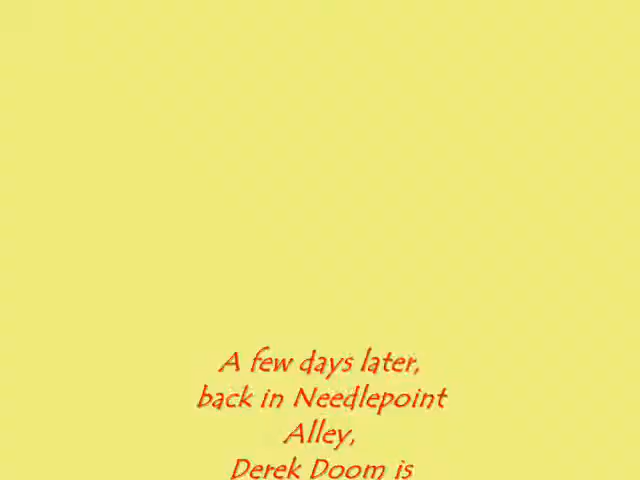 A few days later,
back in Needlepoint
Alley,
Derek Doom is